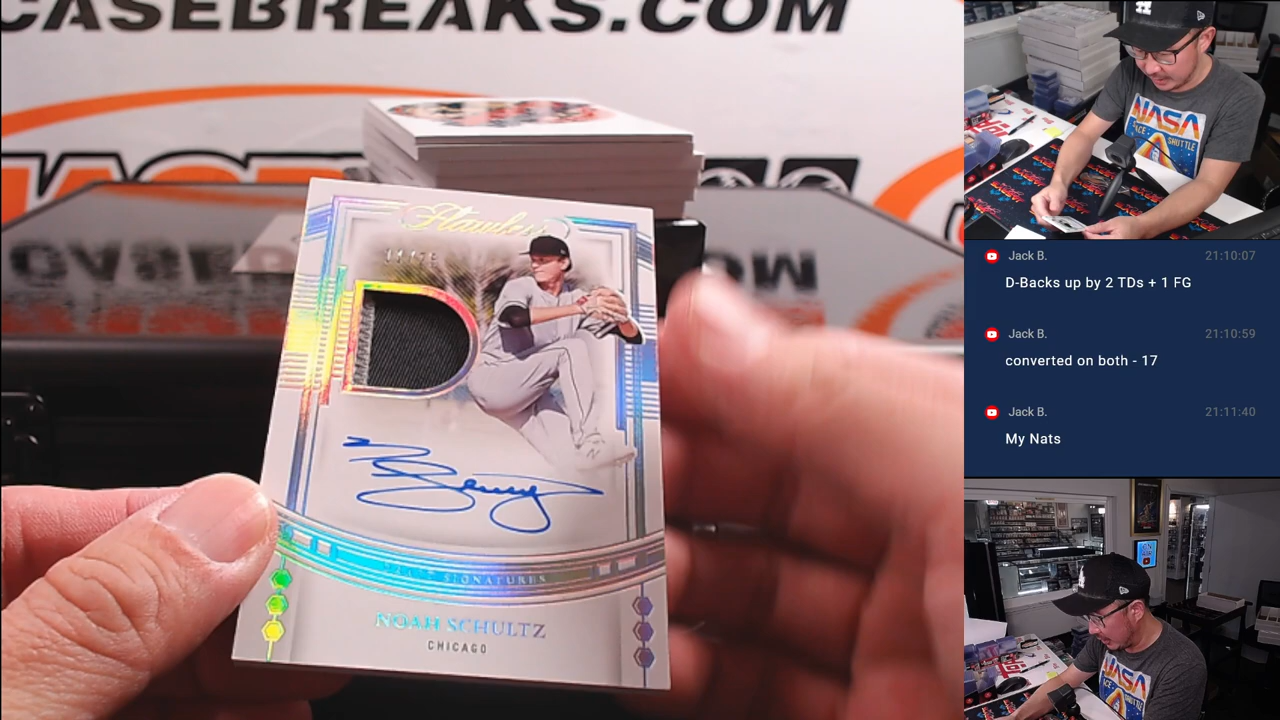 CASEBREAKS.COM
Flawless
NOAH SCHULTZ
CHICAGO
NASA
SHUTTLE
Jack B. 21:10:07
D-Backs up by 2 TDs + 1 FG
Jack B. 21:10:59
converted on both - 17
Jack B. 21:11:40
My Nats
NASA